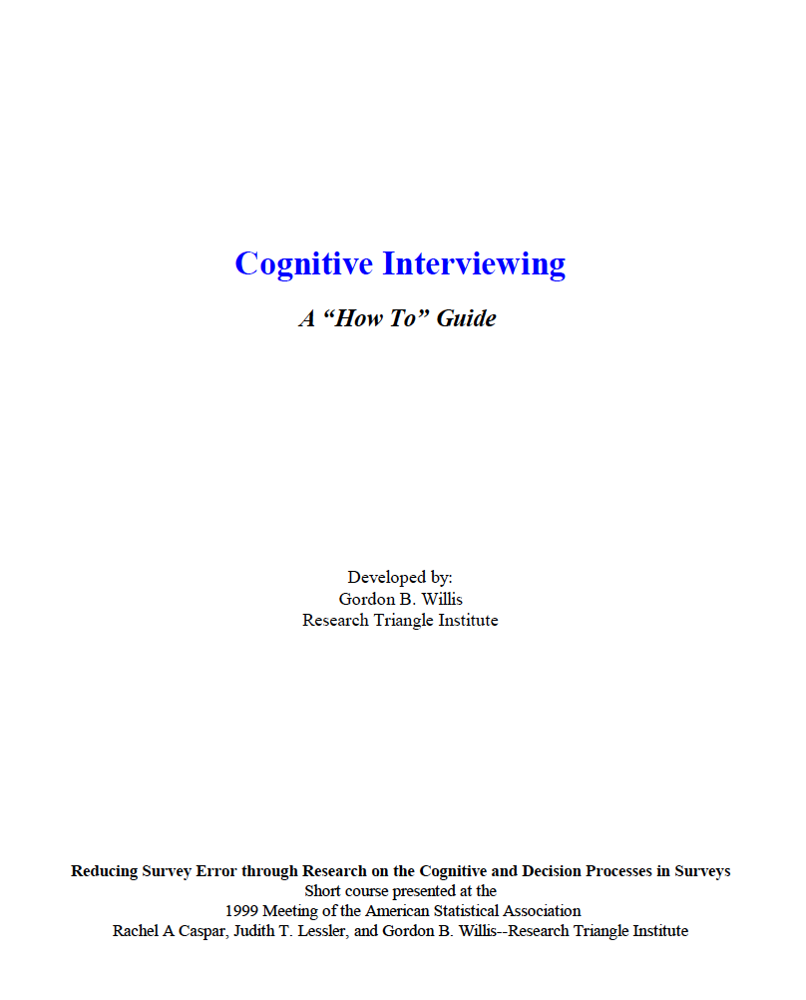 Cognitive Interviewing
A “How To” Guide
Developed by:
Gordon B. Willis
Research Triangle Institute
Reducing Survey Error through Research on the Cognitive and Decision Processes in Surveys
Short course presented at the
1999 Meeting of the American Statistical Association
Rachel A Caspar, Judith T. Lessler, and Gordon B. Willis--Research Triangle Institute